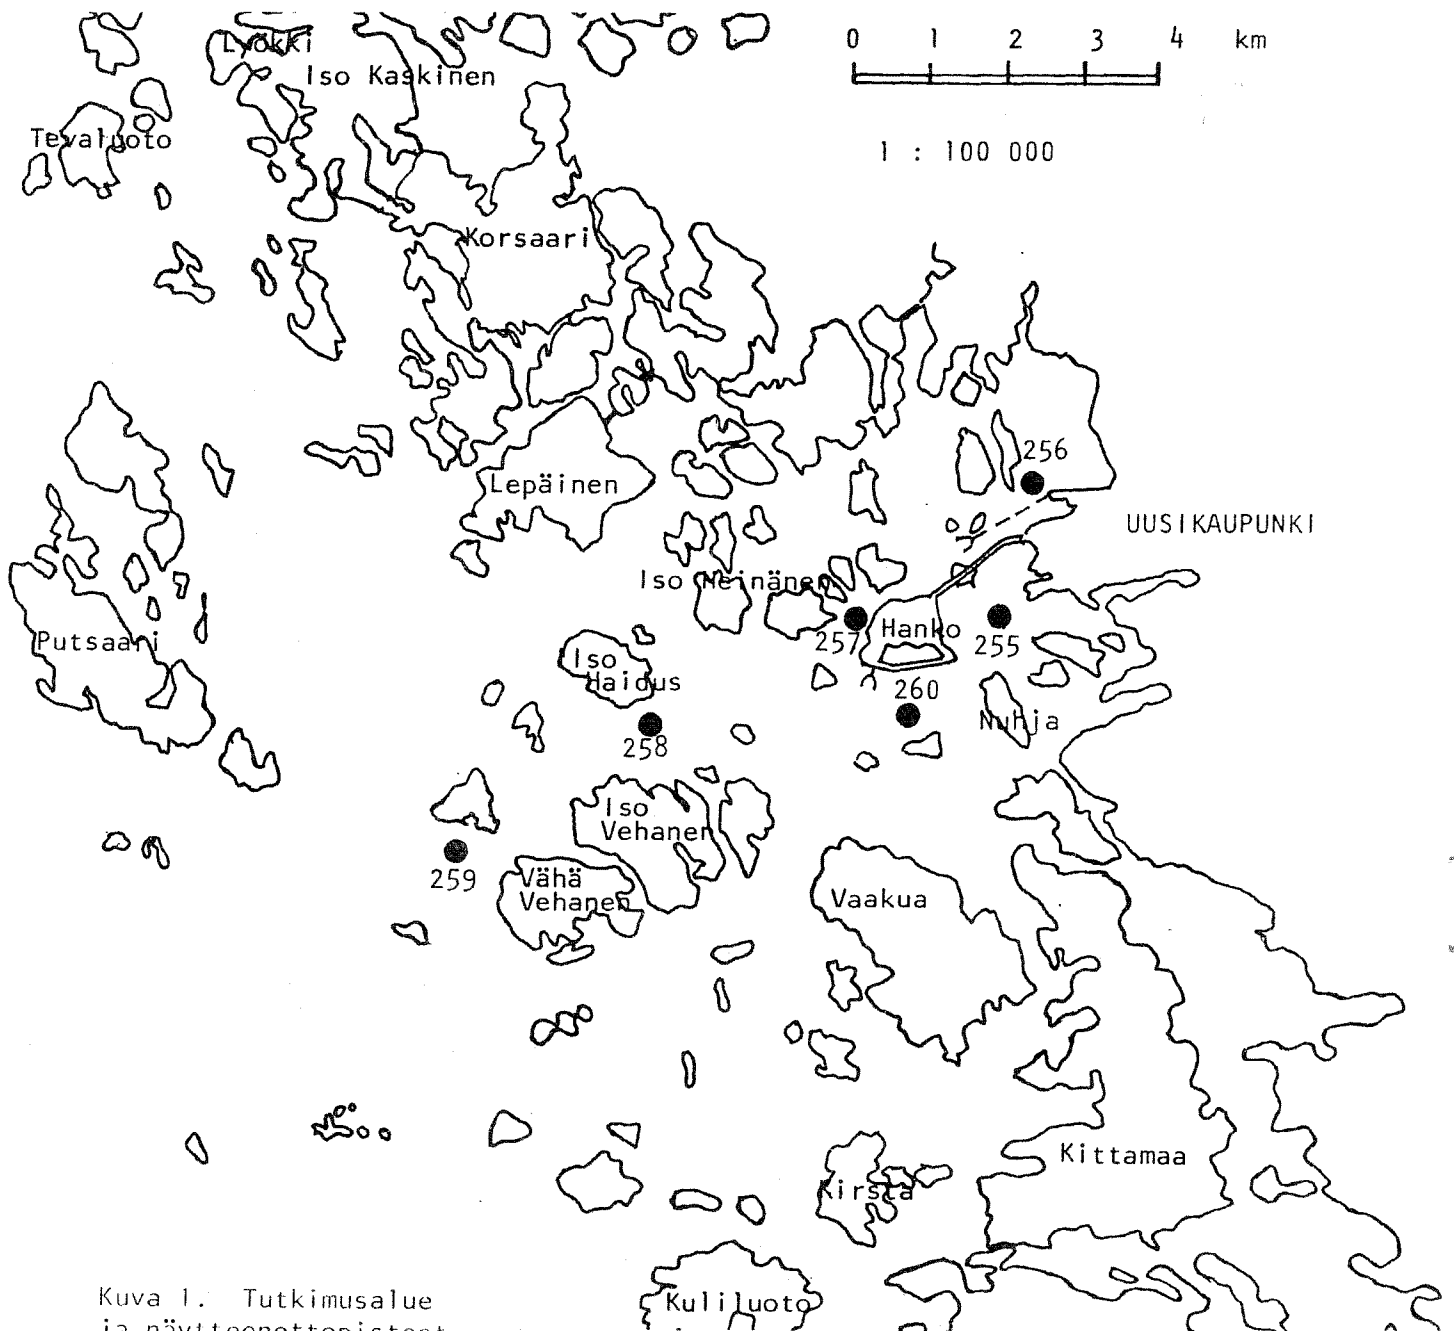 0 1 2 3 4 km
1 : 100 000
Lyökki
Iso Kaskinen
Tevaluoto
Korsaari
256
Lepäinen
UUSIKAUPUNKI
Iso Heinänen
Hanko
257
255
Putsaari
Iso
Haidus
260
Nuhja
258
Iso
Vehanen
259
Vähä
Vehanen
Vaakua
Kittamaa
Kirsta
Kuliluoto
Kuva 1. Tutkimusalue
ja näytteenottopisteet